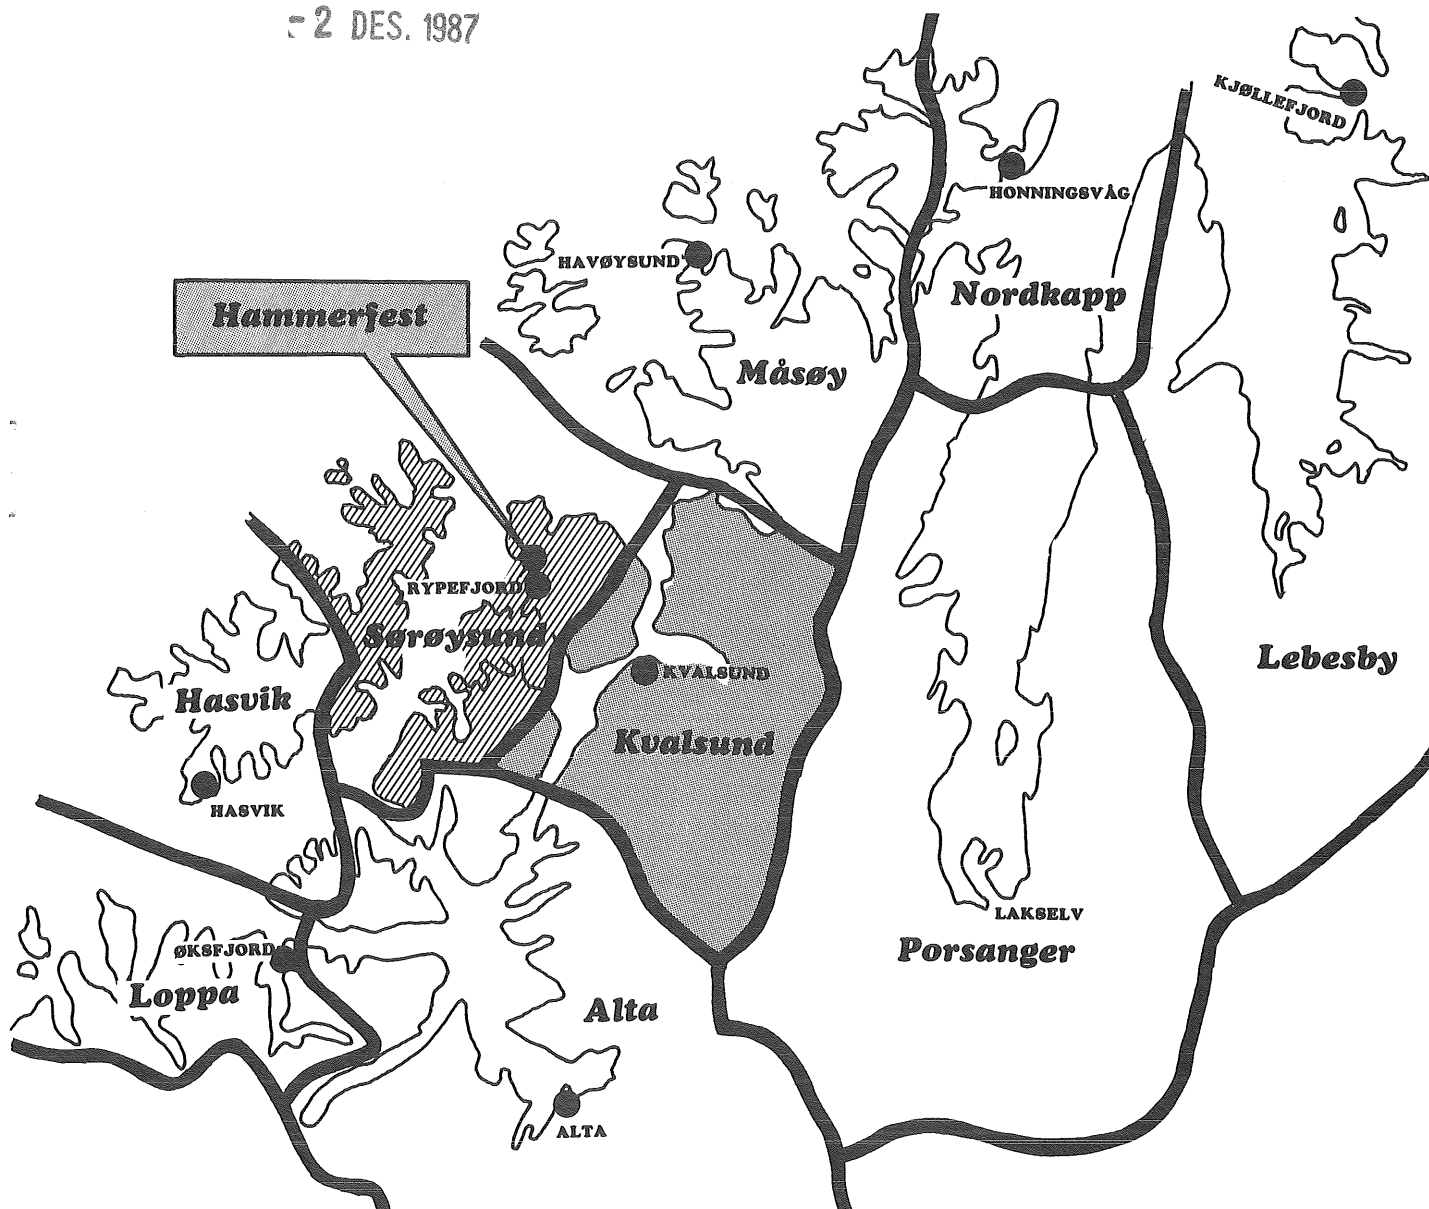 -2 DES. 1987
KJØLLEFJORD
HONNINGSVÅG
HAVØYSUND
Nordkapp
Hammerfest
Måsøy
RYPEFJORD
Sørøysund
Lebesby
KVALSUND
Hasvik
Kvalsund
HASVIK
LAKSELV
ØKSFJORD
Porsanger
Loppa
Alta
ALTA